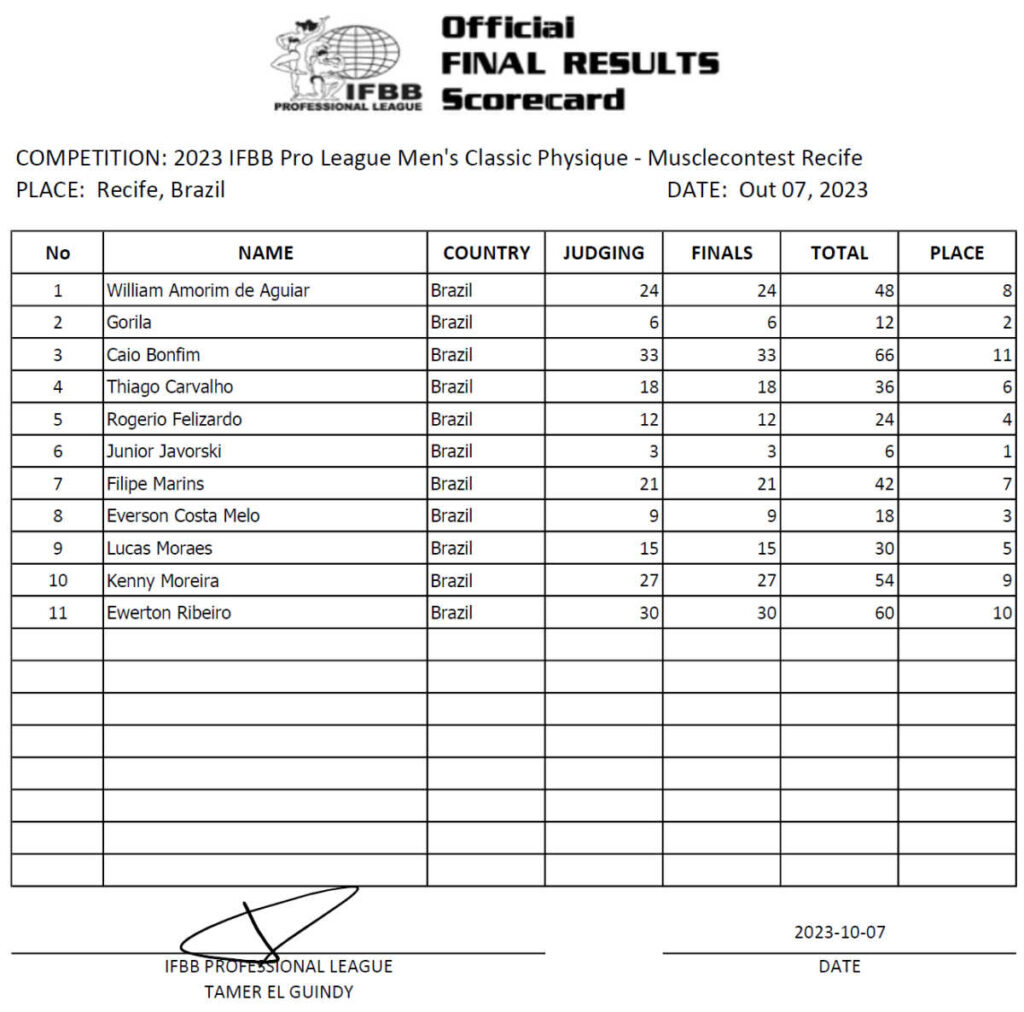 IFBB
PROFESSIONAL LEAGUE
Official
FINAL RESULTS
Scorecard
COMPETITION: 2023 IFBB Pro League Men's Classic Physique - Musclecontest Recife
PLACE: Recife, Brazil DATE: Out 07, 2023
No NAME COUNTRY JUDGING FINALS TOTAL PLACE
1 William Amorim de Aguiar Brazil 24 24 48 8
2 Gorila Brazil 6 6 12 2
3 Caio Bonfim Brazil 33 33 66 11
4 Thiago Carvalho Brazil 18 18 36 6
5 Rogerio Felizardo Brazil 12 12 24 4
6 Junior Javorski Brazil 3 3 6 1
7 Filipe Marins Brazil 21 21 42 7
8 Everson Costa Melo Brazil 9 9 18 3
9 Lucas Moraes Brazil 15 15 30 5
10 Kenny Moreira Brazil 27 27 54 9
11 Ewerton Ribeiro Brazil 30 30 60 10
2023-10-07
IFBB PROFESSIONAL LEAGUE DATE
TAMER EL GUINDY